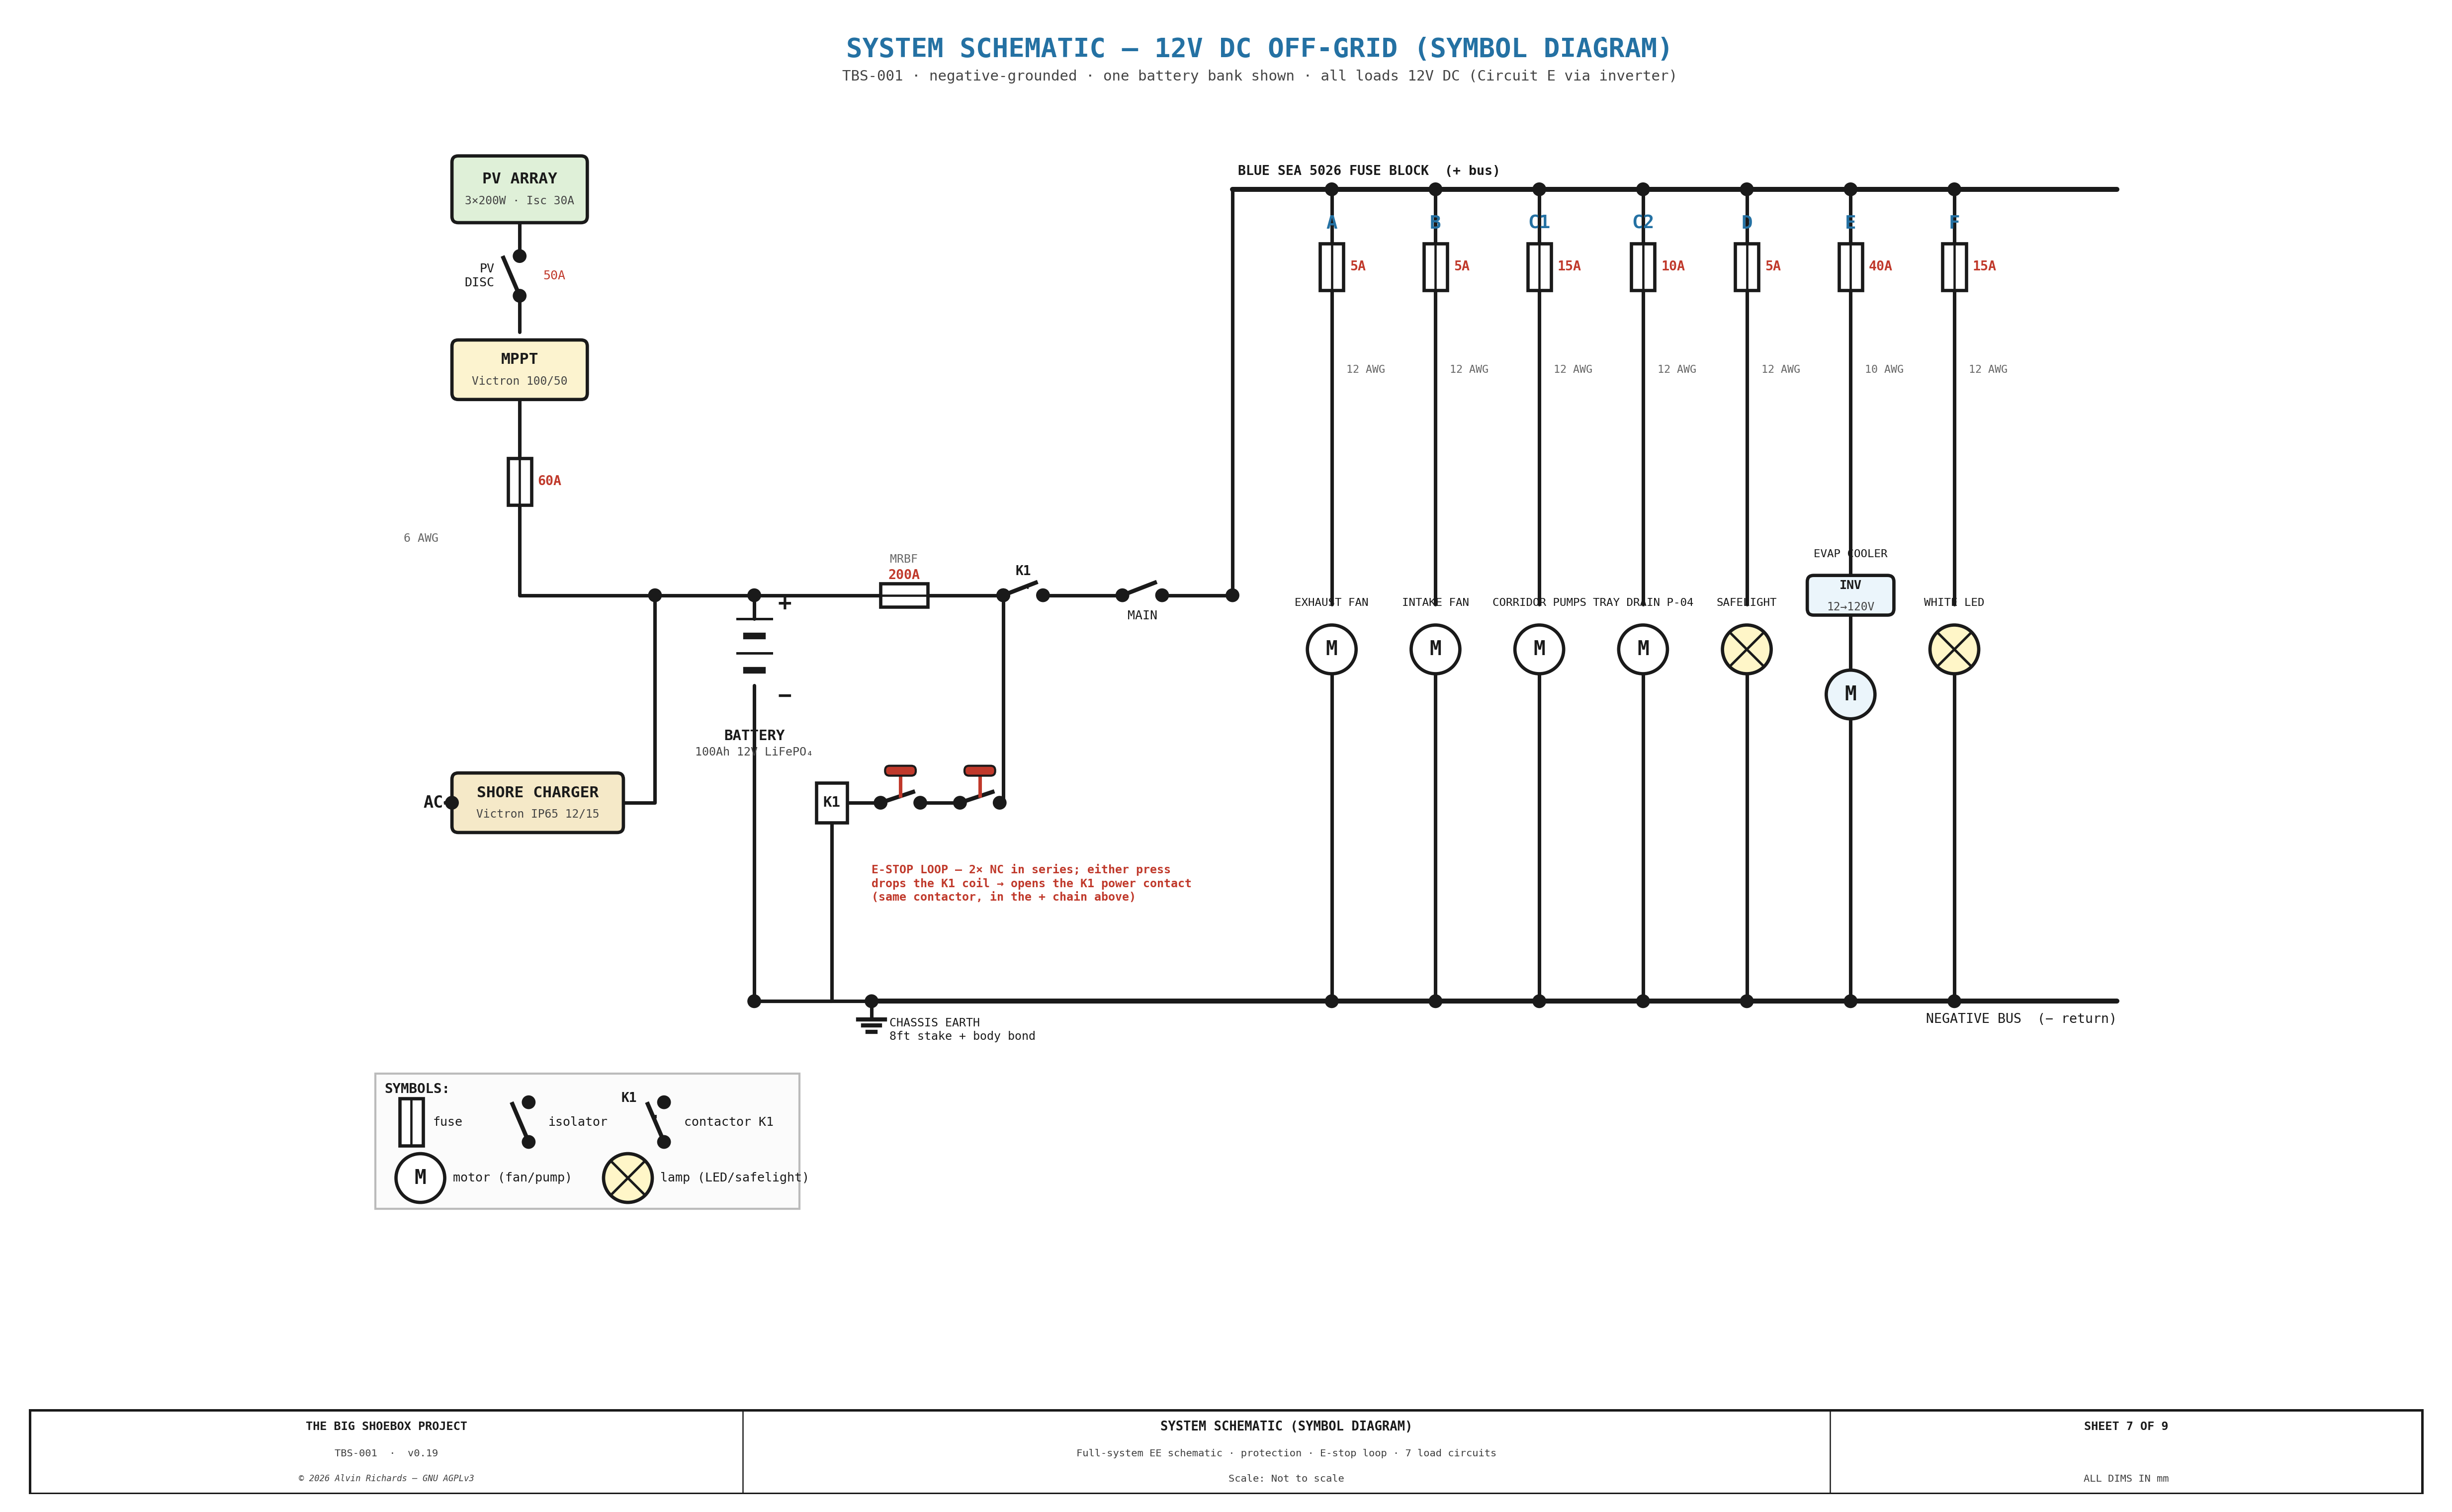 SYSTEM SCHEMATIC — 12V DC OFF-GRID (SYMBOL DIAGRAM)
TBS-001 · negative-grounded · one battery bank shown · all loads 12V DC (Circuit E via inverter)
PV ARRAY
3×200W · Isc 30A
PV
DISC
50A
MPPT
Victron 100/50
60A
6 AWG
BLUE SEA 5026 FUSE BLOCK (+ bus)
A
B
C1
C2
D
E
F
5A
5A
15A
10A
5A
40A
15A
12 AWG
12 AWG
12 AWG
12 AWG
12 AWG
10 AWG
12 AWG
MRBF
200A
K1
MAIN
+
−
BATTERY
100Ah 12V LiFePO₄
EXHAUST FAN
INTAKE FAN
CORRIDOR PUMPS
TRAY DRAIN P-04
SAFELIGHT
EVAP COOLER
INV
12→120V
WHITE LED
M
M
M
M
M
AC
SHORE CHARGER
Victron IP65 12/15
K1
E-STOP LOOP — 2× NC in series; either press
drops the K1 coil → opens the K1 power contact
(same contactor, in the + chain above)
CHASSIS EARTH
8ft stake + body bond
NEGATIVE BUS (− return)
SYMBOLS:
fuse
isolator
K1
contactor K1
M
motor (fan/pump)
lamp (LED/safelight)
THE BIG SHOEBOX PROJECT
TBS-001 · v0.19
© 2026 Alvin Richards — GNU AGPLv3
SYSTEM SCHEMATIC (SYMBOL DIAGRAM)
Full-system EE schematic · protection · E-stop loop · 7 load circuits
Scale: Not to scale
SHEET 7 OF 9
ALL DIMS IN mm